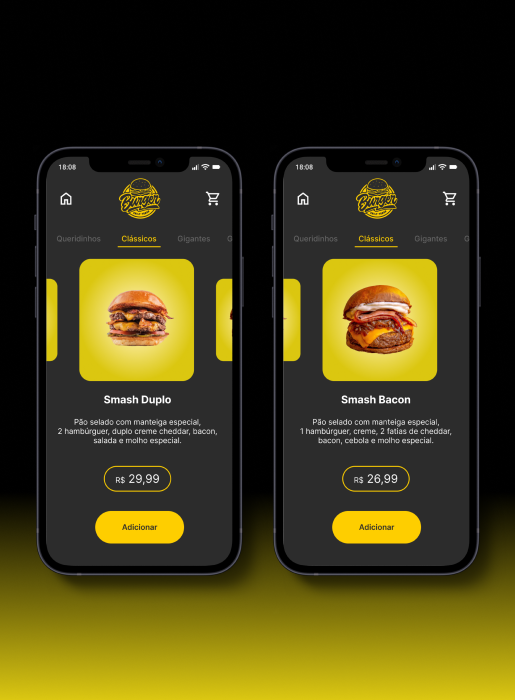 18:08
Burger
Queridinhos Clássicos Gigantes
Smash Duplo
Pão selado com manteiga especial,
2 hambúrguer, duplo creme cheddar, bacon,
salada e molho especial.
R$ 29,99
Adicionar
18:08
Burger
Queridinhos Clássicos Gigantes
Smash Bacon
Pão selado com manteiga especial,
1 hambúrguer, creme, 2 fatias de cheddar,
bacon, cebola e molho especial.
R$ 26,99
Adicionar